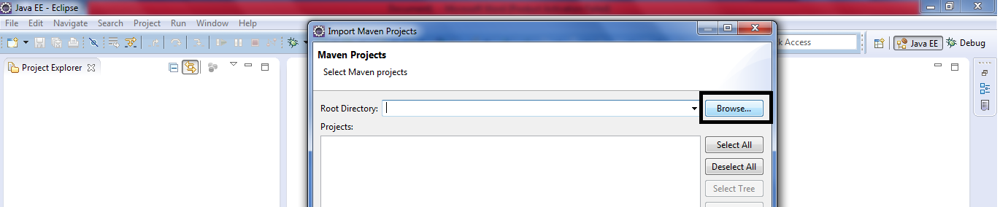 Java EE - Eclipse
File Edit Navigate Search Project Run Window Help
Import Maven Projects
k Access
Java EE
Debug
Project Explorer
Maven Projects
Select Maven projects
Root Directory:
Browse...
Projects:
Select All
Deselect All
Select Tree